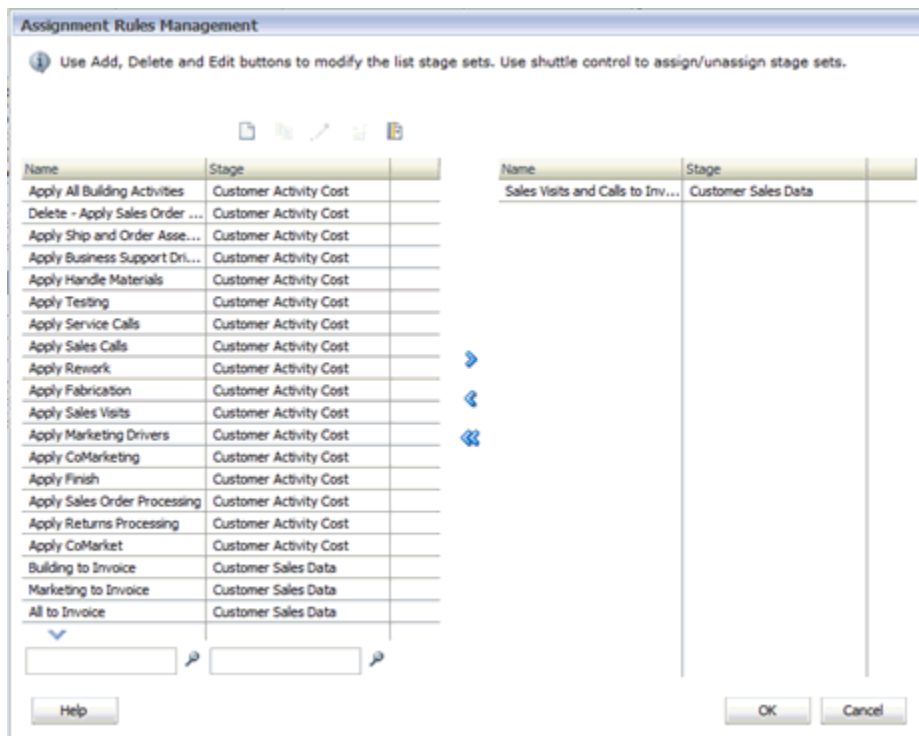 Assignment Rules Management
Use Add, Delete and Edit buttons to modify the list stage sets. Use shuttle control to assign/unassign stage sets.
Name Stage
Apply All Building Activities Customer Activity Cost
Delete - Apply Sales Order ... Customer Activity Cost
Apply Ship and Order Asse... Customer Activity Cost
Apply Business Support Dri... Customer Activity Cost
Apply Handle Materials Customer Activity Cost
Apply Testing Customer Activity Cost
Apply Service Calls Customer Activity Cost
Apply Sales Calls Customer Activity Cost
Apply Rework Customer Activity Cost
Apply Fabrication Customer Activity Cost
Apply Sales Visits Customer Activity Cost
Apply Marketing Drivers Customer Activity Cost
Apply CoMarketing Customer Activity Cost
Apply Finish Customer Activity Cost
Apply Sales Order Processing Customer Activity Cost
Apply Returns Processing Customer Activity Cost
Apply CoMarket Customer Activity Cost
Building to Invoice Customer Sales Data
Marketing to Invoice Customer Sales Data
All to Invoice Customer Sales Data
Name Stage
Sales Visits and Calls to Inv... Customer Sales Data
Help OK Cancel